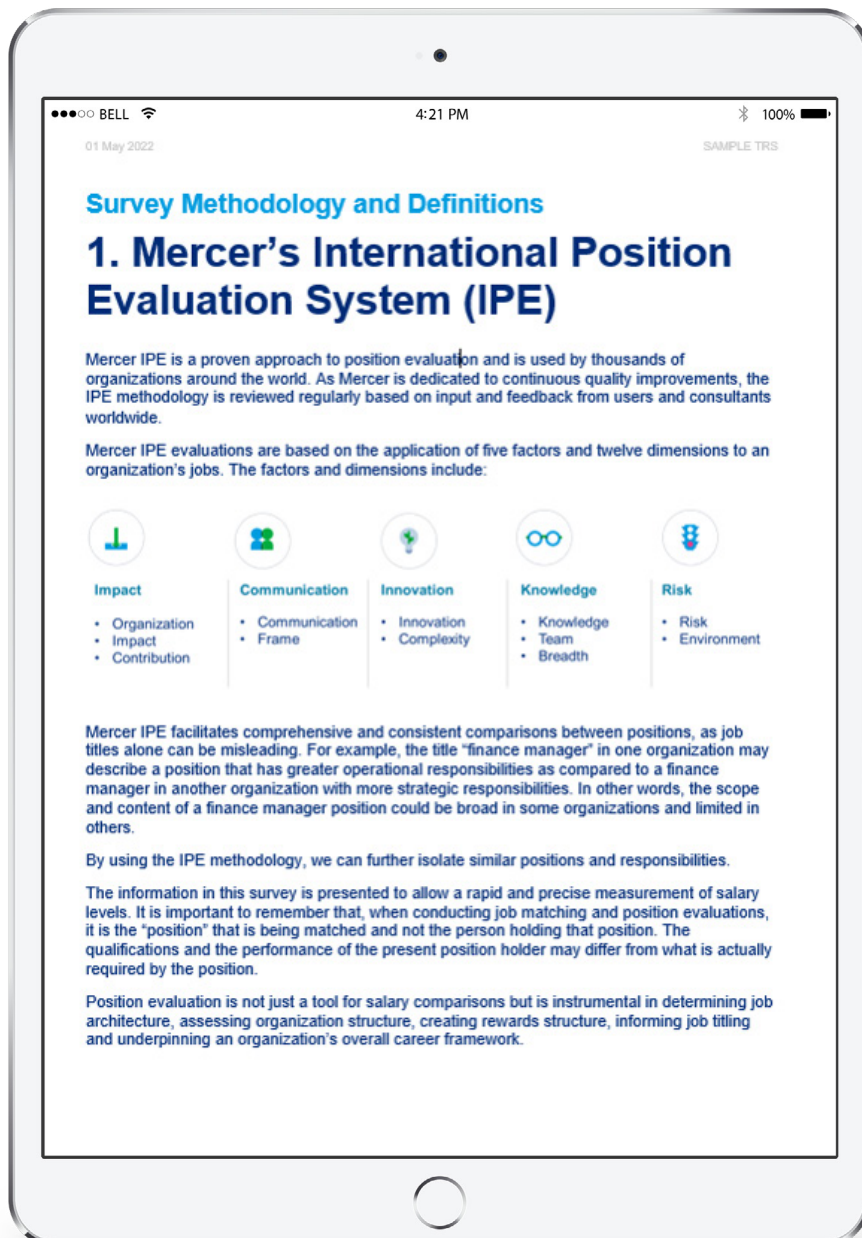 BELL
4:21 PM
100%
01 May 2022
SAMPLE TRS
Survey Methodology and Definitions
1. Mercer's International Position
Evaluation System (IPE)
Mercer IPE is a proven approach to position evaluation and is used by thousands of
organizations around the world. As Mercer is dedicated to continuous quality improvements, the
IPE methodology is reviewed regularly based on input and feedback from users and consultants
worldwide.
Mercer IPE evaluations are based on the application of five factors and twelve dimensions to an
organization's jobs. The factors and dimensions include:
Impact
• Organization
• Impact
• Contribution
Communication
• Communication
• Frame
Innovation
• Innovation
• Complexity
Knowledge
• Knowledge
• Team
• Breadth
Risk
• Risk
• Environment
Mercer IPE facilitates comprehensive and consistent comparisons between positions, as job
titles alone can be misleading. For example, the title "finance manager" in one organization may
describe a position that has greater operational responsibilities as compared to a finance
manager in another organization with more strategic responsibilities. In other words, the scope
and content of a finance manager position could be broad in some organizations and limited in
others.
By using the IPE methodology, we can further isolate similar positions and responsibilities.
The information in this survey is presented to allow a rapid and precise measurement of salary
levels. It is important to remember that, when conducting job matching and position evaluations,
it is the "position" that is being matched and not the person holding that position. The
qualifications and the performance of the present position holder may differ from what is actually
required by the position.
Position evaluation is not just a tool for salary comparisons but is instrumental in determining job
architecture, assessing organization structure, creating rewards structure, informing job titling
and underpinning an organization's overall career framework.